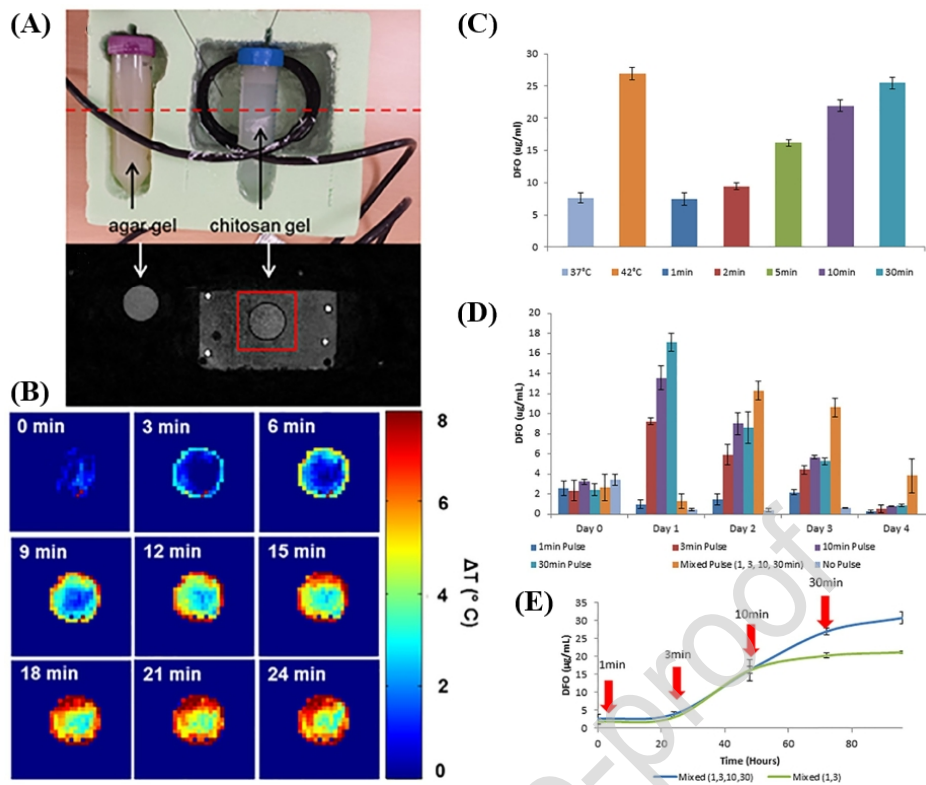 (A)
agar gel
chitosan gel
(B)
0 min
3 min
6 min
9 min
12 min
15 min
18 min
21 min
24 min
8
6
4
2
0
ΔT (° C)
(C)
DFO (ug/ml)
30
25
20
15
10
5
0
37°C 42°C 1min 2min 5min 10min 30min
(D)
DFO (ug/mL)
20
18
16
14
12
10
8
6
4
2
0
Day 0 Day 1 Day 2 Day 3 Day 4
1min Pulse 3min Pulse 10min Pulse
30min Pulse Mixed Pulse (1, 3, 10, 30min) No Pulse
(E)
DFO (µg/mL)
35
30
25
20
15
10
5
0
1min
3min
10min
30min
0 20 40 60 80
Time (Hours)
Mixed (1,3,10,30) Mixed (1,3)
-proof